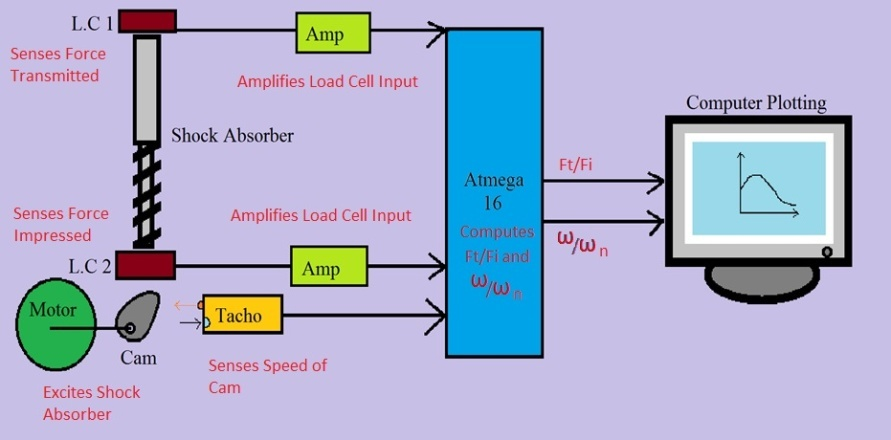 L.C 1
Senses Force
Transmitted
Amp
Amplifies Load Cell Input
Shock Absorber
Computer Plotting
Atmega
16
Computes
Ft/Fi and
ω/ωn
Ft/Fi
ω/ωn
Senses Force
Impressed
Amplifies Load Cell Input
L.C 2
Amp
Motor
Cam
Tacho
Senses Speed of
Cam
Excites Shock
Absorber